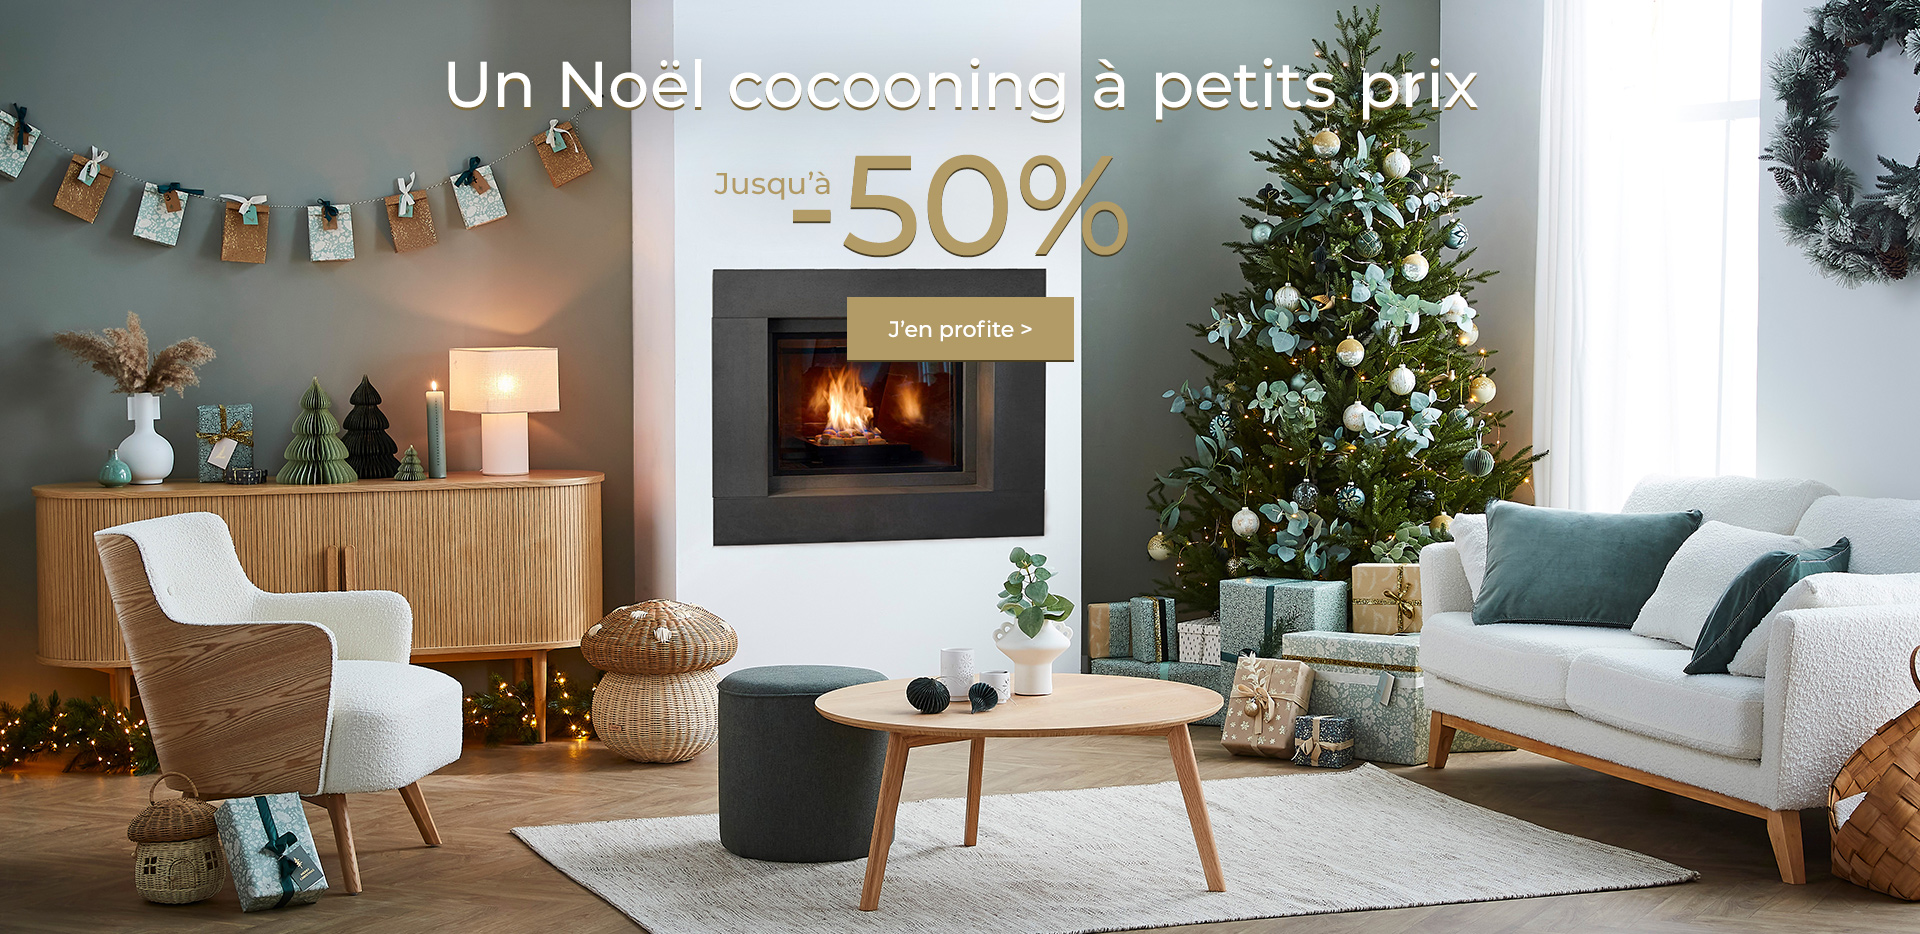 Un Noël cocooning à petits prix
Jusqu’à
-50%
J’en profite >